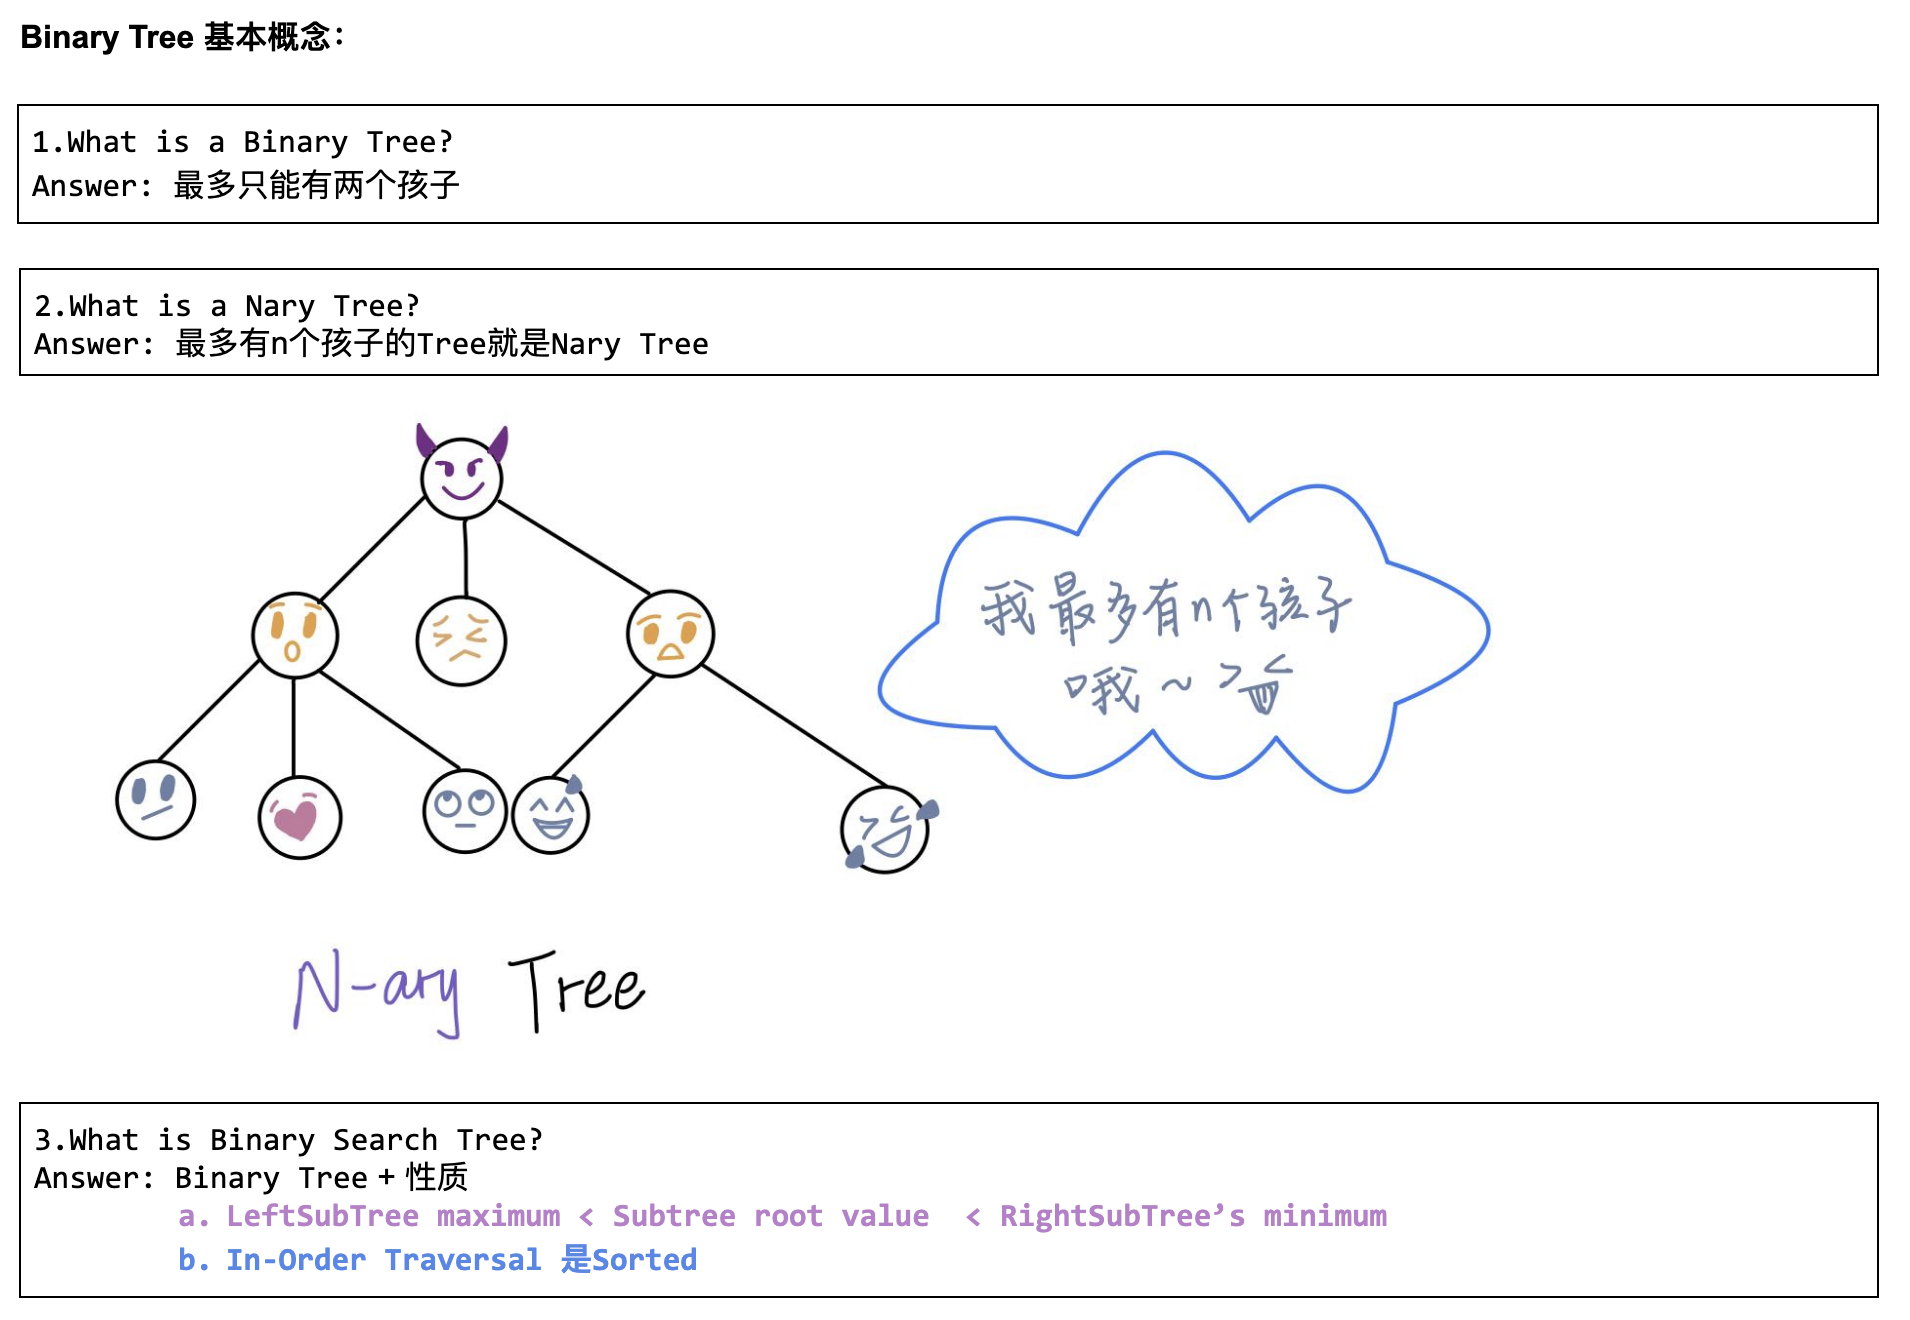 Binary Tree 基本概念：
1.What is a Binary Tree?
Answer: 最多只能有两个孩子
2.What is a Nary Tree?
Answer: 最多有n个孩子的Tree就是Nary Tree
我最多有n个孩子
哦~
N-ary Tree
3.What is Binary Search Tree?
Answer: Binary Tree + 性质
a. LeftSubTree maximum < Subtree root value < RightSubTree’s minimum
b. In-Order Traversal 是Sorted